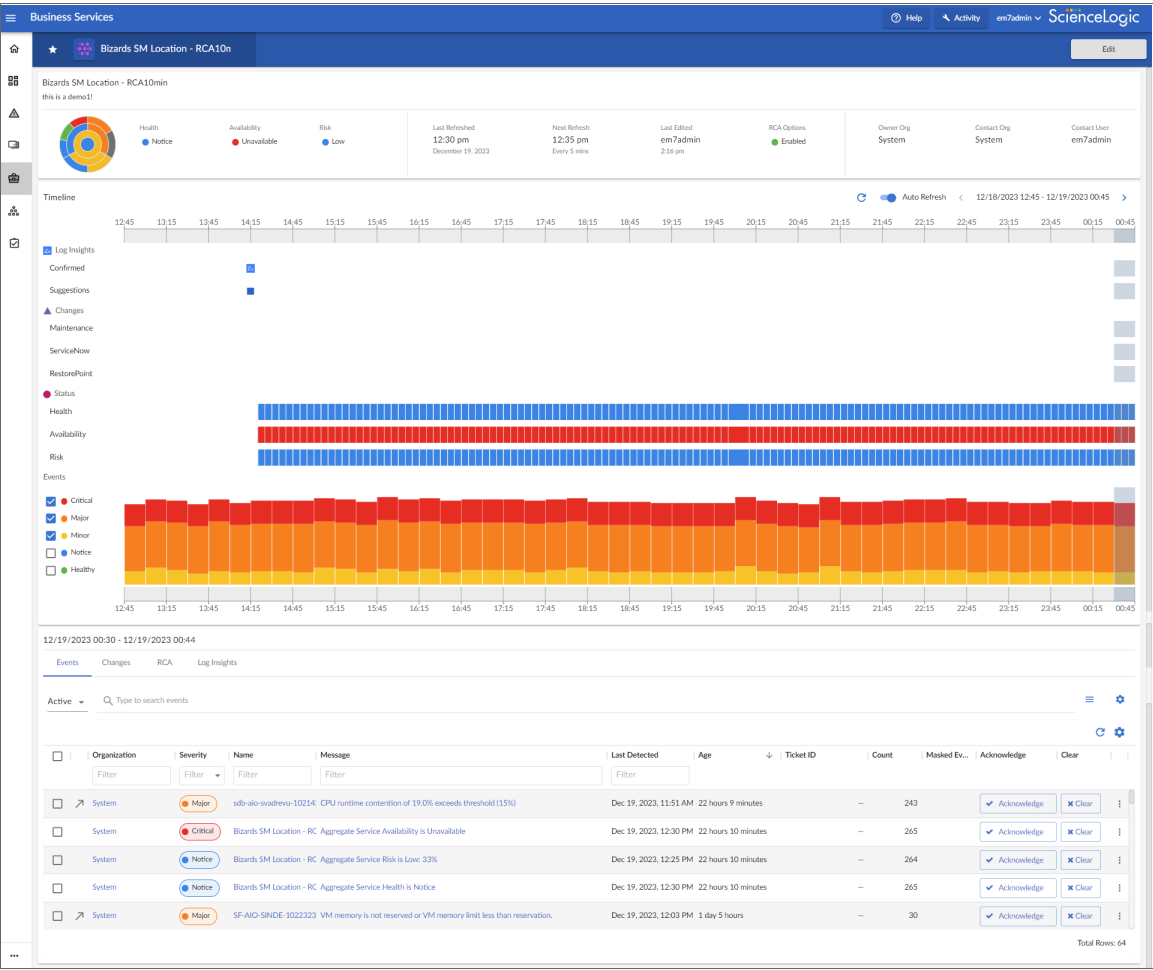 Business Services
Help
Activity
em7admin
ScienceLogic
Bizards SM Location - RCA10n
Edit
Bizards SM Location - RCA10min
this is a demo1!
Health
Notice
Availability
Unavailable
Risk
Low
Last Refreshed
12:30 pm
December 19, 2023
Next Refresh
12:35 pm
Every 5 mins
Last Edited
em7admin
2:16 pm
RCA Options
Enabled
Owner Org
System
Contact Org
System
Contact User
em7admin
Timeline
Auto Refresh
12/18/2023 12:45 - 12/19/2023 00:45
12:45 13:15 13:45 14:15 14:45 15:15 15:45 16:15 16:45 17:15 17:45 18:15 18:45 19:15 19:45 20:15 20:45 21:15 21:45 22:15 22:45 23:15 23:45 00:15 00:45
Log Insights
Confirmed
Suggestions
Changes
Maintenance
ServiceNow
RestorePoint
Status
Health
Availability
Risk
Events
Critical
Major
Minor
Notice
Healthy
12:45 13:15 13:45 14:15 14:45 15:15 15:45 16:15 16:45 17:15 17:45 18:15 18:45 19:15 19:45 20:15 20:45 21:15 21:45 22:15 22:45 23:15 23:45 00:15 00:45
12/19/2023 00:30 - 12/19/2023 00:44
Events Changes RCA Log Insights
Active Type to search events
Organization Severity Name Message Last Detected Age Ticket ID Count Masked Ev... Acknowledge Clear
Filter Filter Filter Filter Filter
System Major sdb-aio-svadrevu-10214: CPU runtime contention of 19.0% exceeds threshold (15%) Dec 19, 2023, 11:51 AM 22 hours 9 minutes – 243 Acknowledge Clear
System Critical Bizards SM Location - RC Aggregate Service Availability is Unavailable Dec 19, 2023, 12:30 PM 22 hours 10 minutes – 265 Acknowledge Clear
System Notice Bizards SM Location - RC Aggregate Service Risk is Low: 33% Dec 19, 2023, 12:25 PM 22 hours 10 minutes – 264 Acknowledge Clear
System Notice Bizards SM Location - RC Aggregate Service Health is Notice Dec 19, 2023, 12:30 PM 22 hours 10 minutes – 265 Acknowledge Clear
System Major SF-AIO-SINDE-1022323 VM memory is not reserved or VM memory limit less than reservation. Dec 19, 2023, 12:03 PM 1 day 5 hours – 30 Acknowledge Clear
Total Rows: 64